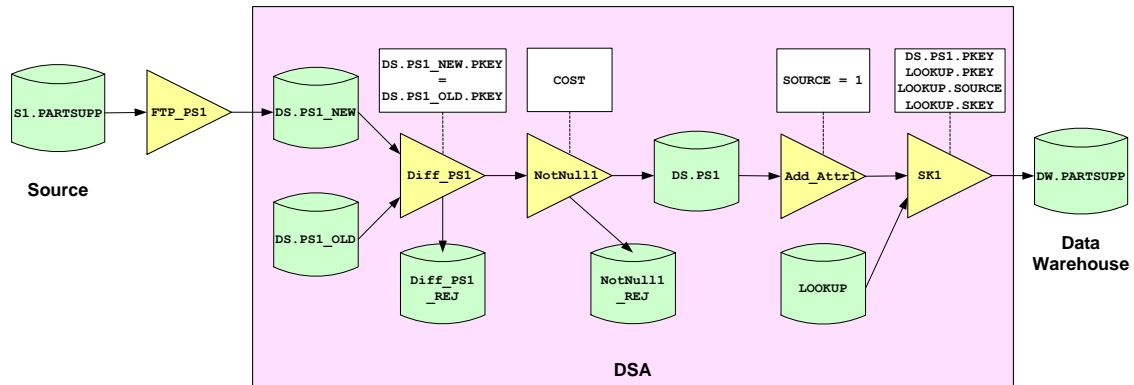 S1.PARTSUPP
FTP_PS1
Source
DS.PS1_NEW
DS.PS1_OLD
DS.PS1_NEW.PKEY
=
DS.PS1_OLD.PKEY
Diff_PS1
Diff_PS1
_REJ
COST
NotNull1
NotNull1
_REJ
DS.PS1
SOURCE = 1
Add_Attr1
DS.PS1.PKEY
LOOKUP.PKEY
LOOKUP.SOURCE
LOOKUP.SKEY
SK1
LOOKUP
DW.PARTSUPP
Data
Warehouse
DSA